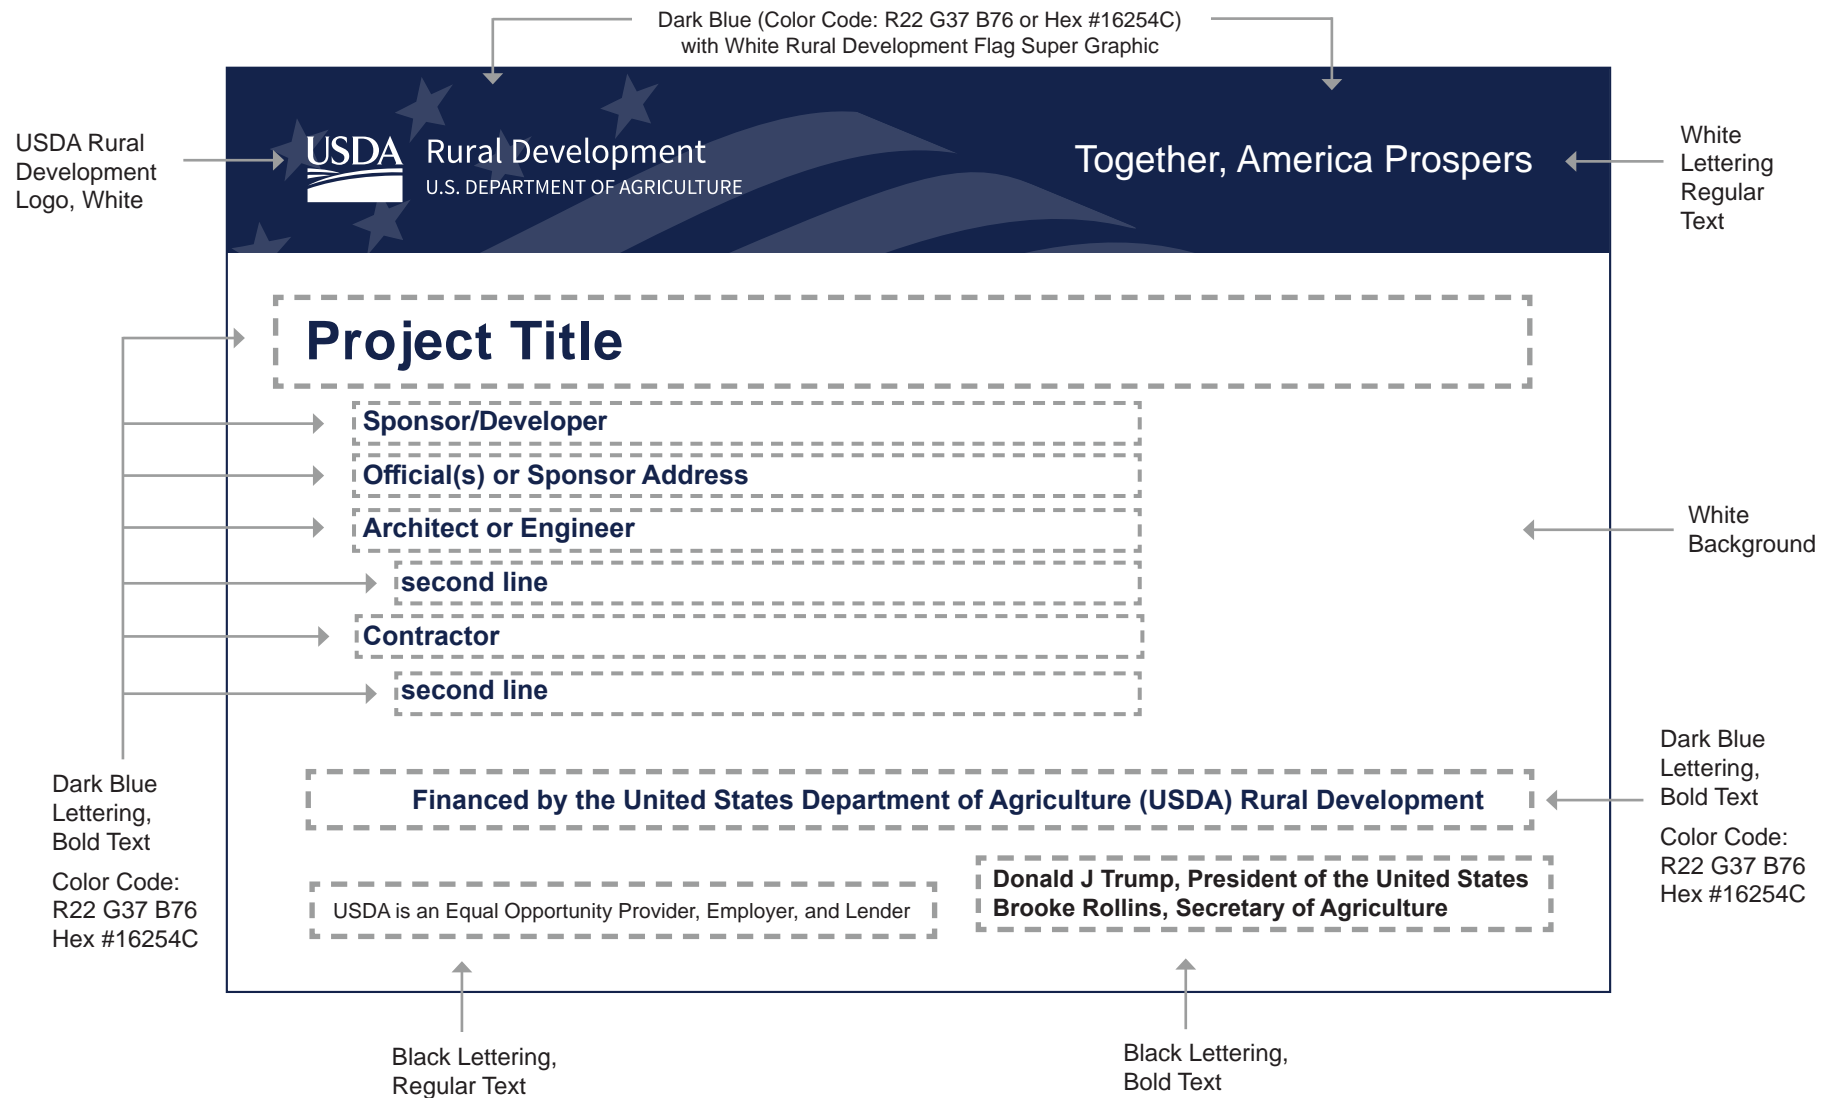 Dark Blue (Color Code: R22 G37 B76 or Hex #16254C)
with White Rural Development Flag Super Graphic
USDA Rural
Development
Logo, White
USDA
Rural Development
U.S. DEPARTMENT OF AGRICULTURE
Together, America Prospers
White
Lettering
Regular
Text
Project Title
Sponsor/Developer
Official(s) or Sponsor Address
Architect or Engineer
second line
Contractor
second line
White
Background
Dark Blue
Lettering,
Bold Text
Color Code:
R22 G37 B76
Hex #16254C
Financed by the United States Department of Agriculture (USDA) Rural Development
Dark Blue
Lettering,
Bold Text
Color Code:
R22 G37 B76
Hex #16254C
USDA is an Equal Opportunity Provider, Employer, and Lender
Donald J Trump, President of the United States
Brooke Rollins, Secretary of Agriculture
Black Lettering,
Regular Text
Black Lettering,
Bold Text